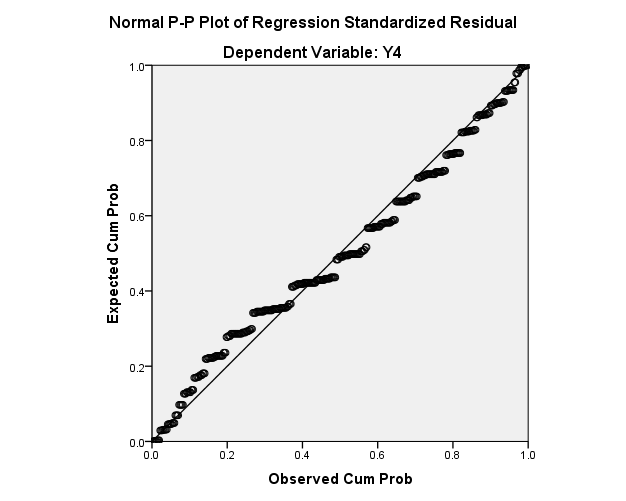 Normal P-P Plot of Regression Standardized Residual
Dependent Variable: Y4
1.0
0.8
0.6
0.4
0.2
0.0
Expected Cum Prob
0.0 0.2 0.4 0.6 0.8 1.0
Observed Cum Prob